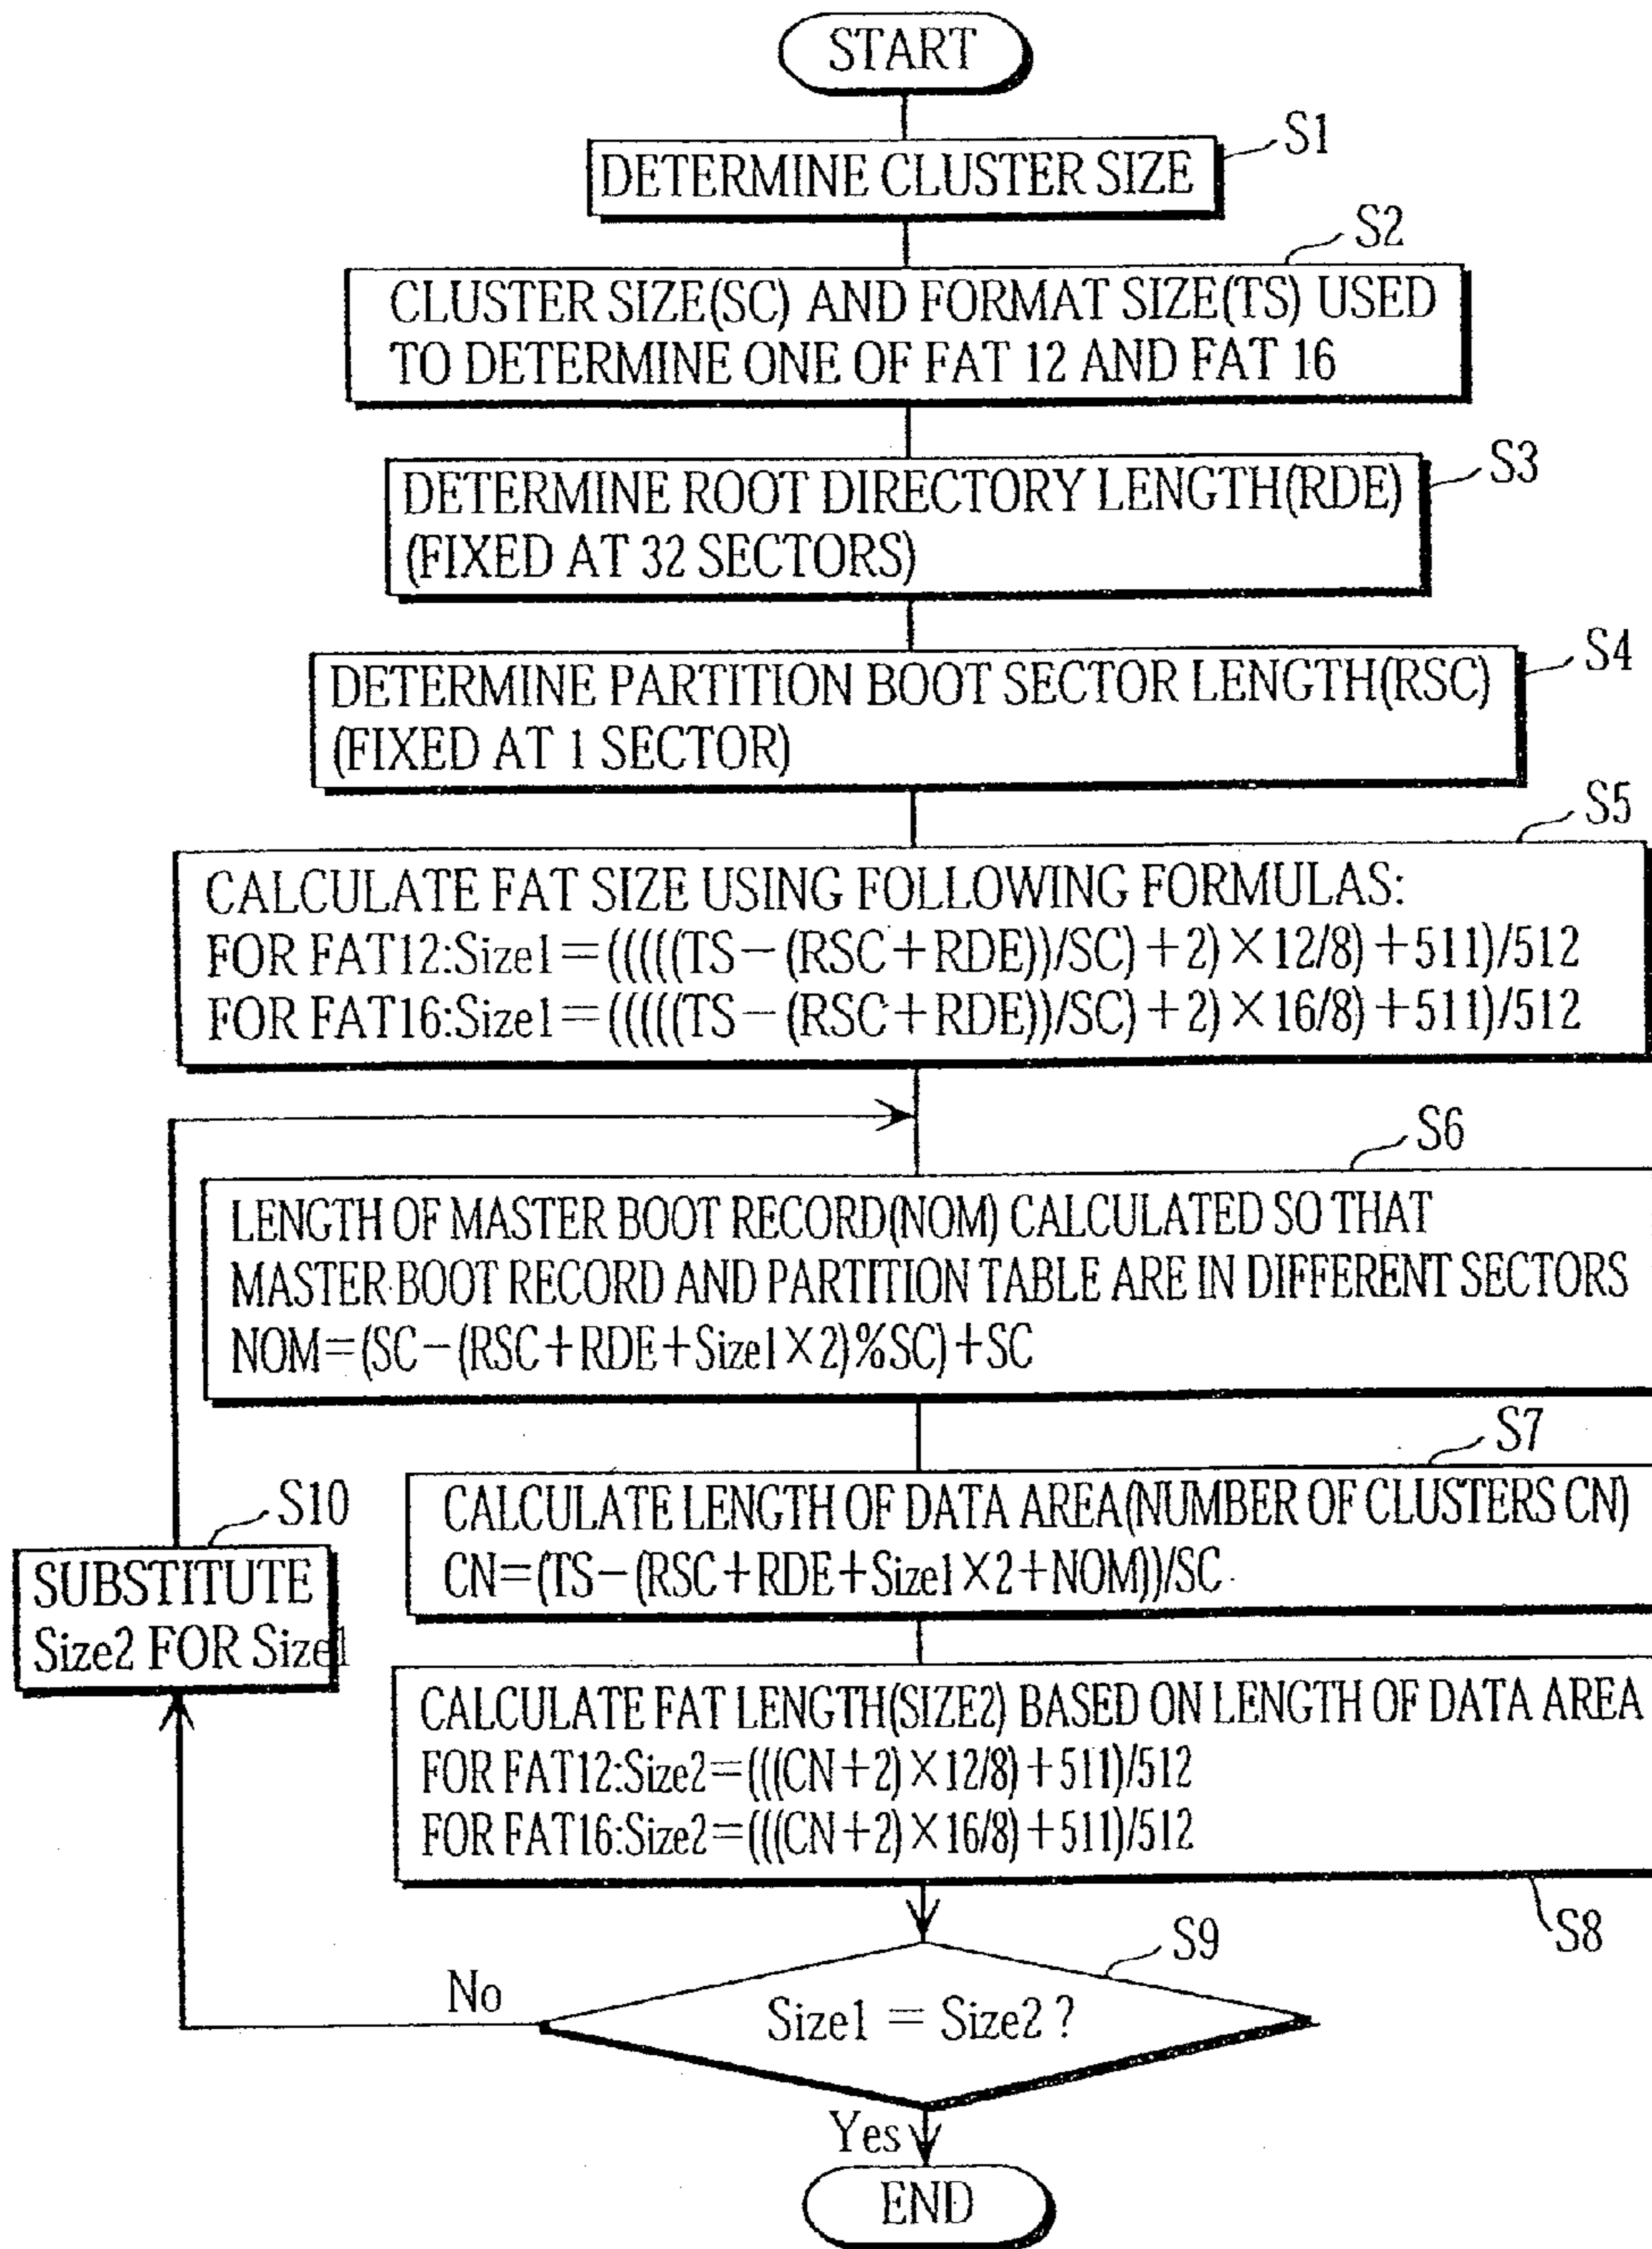 START
S1
DETERMINE CLUSTER SIZE
S2
CLUSTER SIZE(SC) AND FORMAT SIZE(TS) USED
TO DETERMINE ONE OF FAT 12 AND FAT 16
S3
DETERMINE ROOT DIRECTORY LENGTH(RDE)
(FIXED AT 32 SECTORS)
S4
DETERMINE PARTITION BOOT SECTOR LENGTH(RSC)
(FIXED AT 1 SECTOR)
S5
CALCULATE FAT SIZE USING FOLLOWING FORMULAS:
FOR FAT12:Size1=(((((TS−(RSC+RDE))/SC)+2)×12/8)+511)/512
FOR FAT16:Size1=(((((TS−(RSC+RDE))/SC)+2)×16/8)+511)/512
S6
LENGTH OF MASTER BOOT RECORD(NOM) CALCULATED SO THAT
MASTER BOOT RECORD AND PARTITION TABLE ARE IN DIFFERENT SECTORS
NOM=(SC−(RSC+RDE+Size1×2)%SC)+SC
S7
CALCULATE LENGTH OF DATA AREA(NUMBER OF CLUSTERS CN)
CN=(TS−(RSC+RDE+Size1×2+NOM))/SC
S10
SUBSTITUTE
Size2 FOR Size1
CALCULATE FAT LENGTH(SIZE2) BASED ON LENGTH OF DATA AREA
FOR FAT12:Size2=(((CN+2)×12/8)+511)/512
FOR FAT16:Size2=(((CN+2)×16/8)+511)/512
S8
S9
No
Size1 = Size2 ?
Yes
END